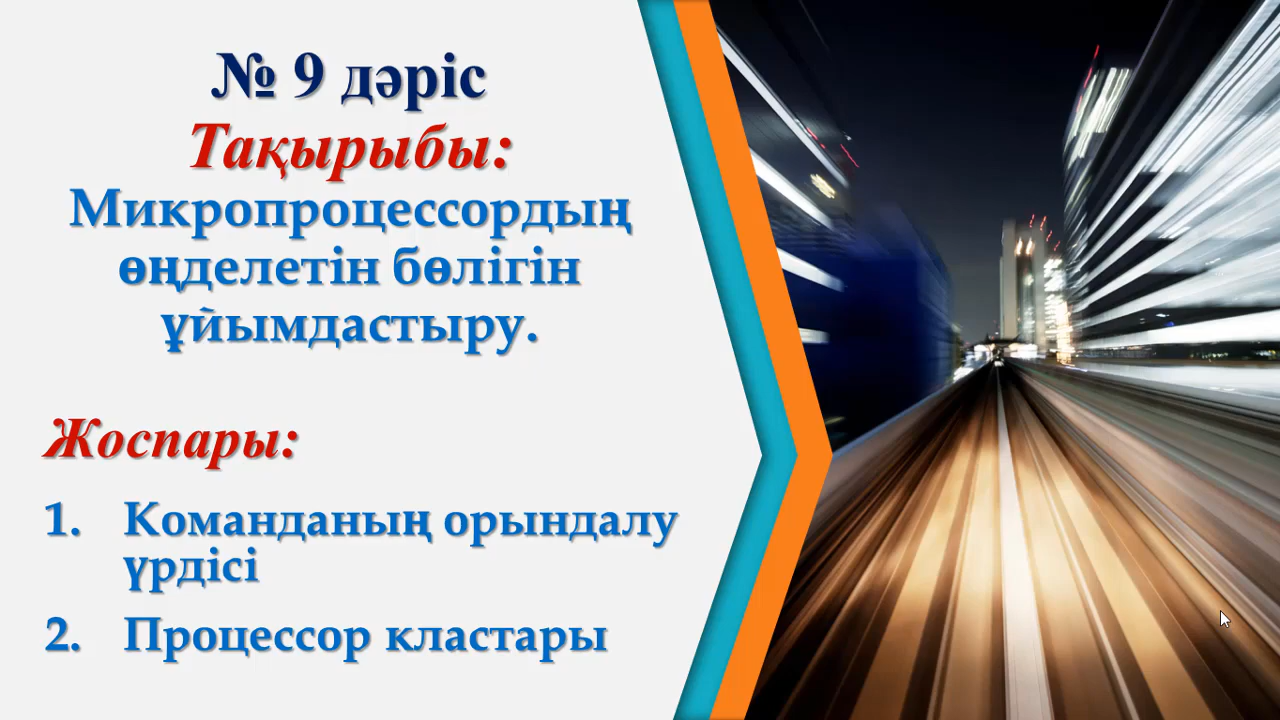 № 9 дәріс
Тақырыбы:
Микропроцессордың
өңделетін бөлігін
ұйымдастыру.
Жоспары:
1. Команданың орындалу
үрдісі
2. Процессор кластары